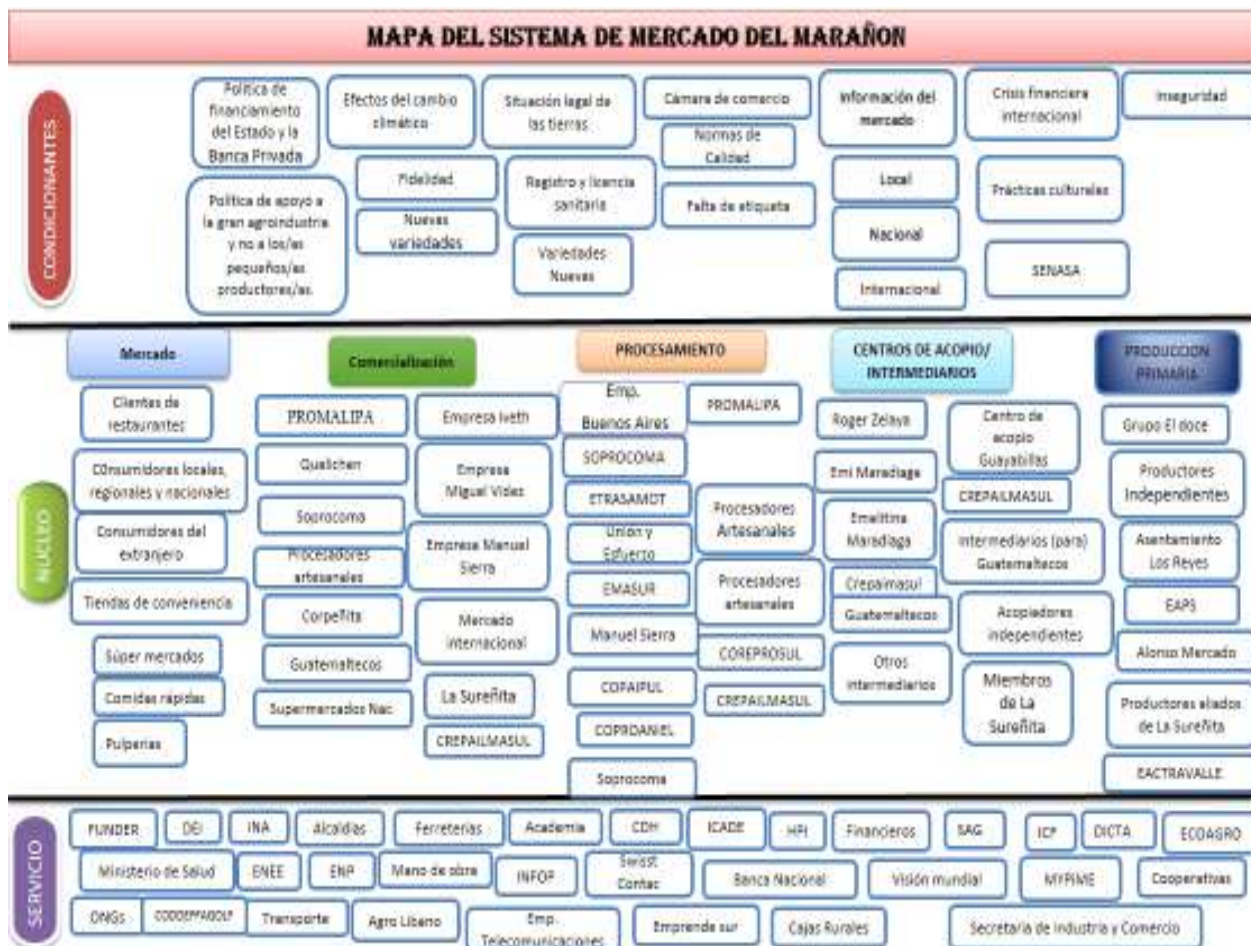 MAPA DEL SISTEMA DE MERCADO DEL MARAÑON
CONDICIONANTES
Política de
financiamiento
del Estado y la
Banca Privada
Efectos del cambio
climático
Situación legal de
las tierras
Cámara de comercio
Información del
mercado
Crisis financiera
internacional
Inseguridad
Normas de
Calidad
Política de apoyo a
la gran agroindustria
y no a los/as
pequeños/as
productores/as
Fidelidad
Nuevas
variedades
Registro y licencia
sanitaria
Variedades
Nuevas
Falta de etiqueta
Local
Nacional
Internacional
Prácticas culturales
SENASA
NÚCLEO
Mercado
Clientes de
restaurantes
C0nsumidores locales,
regionales y nacionales
Consumidores del
extranjero
Tiendas de conveniencia
Súper mercados
Comidas rápidas
Pulperias
Comercialización
PROMALIPA
Qualichen
Soprocoma
Procesadores
artesanales
Corpeñita
Guatemaltecos
Supermercados Nac.
Empresa Iveth
Empresa
Miguel Videz
Empresa Manuel
Sierra
Mercado
internacional
La Sureñita
CREPAILMASUL
PROCESAMIENTO
Emp.
Buenos Aires
SOPROCOMA
ETRASAMOT
Unión y
Esfuerzo
EMASUR
Manuel Sierra
COPAIPUL
COPRDANIEL
Soprocoma
PROMALIPA
Procesadores
Artesanales
Procesadores
artesanales
COREPROSUL
CREPAILMASUL
CENTROS DE ACOPIO/
INTERMEDIARIOS
Roger Zelaya
Emi Maradiaga
Emelitina
Maradiaga
Crepaimasul
Guatemaltecos
Otros
intermediarios
Centro de
acopio
Guayabillas
CREPAILMASUL
Intermediarios (para)
Guatemaltecos
Acopiadores
independientes
Miembros
de La
Sureñita
PRODUCCION
PRIMARIA
Grupo El doce
Productores
Independientes
Asentamiento
Los Reyes
EAPS
Alonso Mercado
Productores aliados
de La Sureñita
EACTRAVALLE
SERVICIO
FUNDER
DEI
INA
Alcaldías
Ferreterías
Academia
CDH
ICADE
HPI
Financieros
SAG
ICF
DICTA
ECOAGRO
Ministerio de Salud
ENEE
ENP
Mano de obra
INFOP
Swisst
Contac
Banca Nacional
Visión mundial
MYPIME
Cooperativas
ONGs
CODDEFFAGOLF
Transporte
Agro Libano
Emp.
Telecomunicaciones
Emprende sur
Cajas Rurales
Secretaria de Industria y Comercio